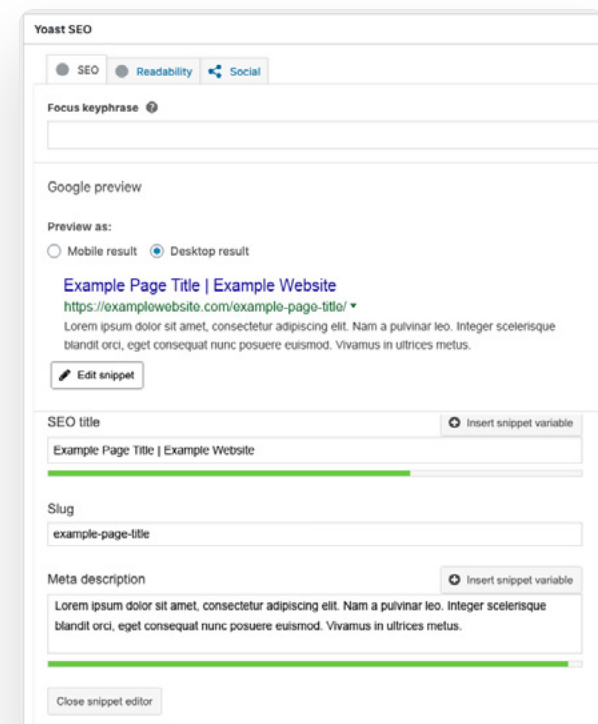 Yoast SEO
SEO Readability Social
Focus keyphrase
Google preview
Preview as:
Mobile result Desktop result
Example Page Title | Example Website
https://examplewebsite.com/example-page-title/
Lorem ipsum dolor sit amet, consectetur adipiscing elit. Nam a pulvinar leo. Integer scelerisque
blandit orci, eget consequat nunc posuere euismod. Vivamus in ultrices metus.
Edit snippet
SEO title Insert snippet variable
Example Page Title | Example Website
Slug
example-page-title
Meta description Insert snippet variable
Lorem ipsum dolor sit amet, consectetur adipiscing elit. Nam a pulvinar leo. Integer scelerisque
blandit orci, eget consequat nunc posuere euismod. Vivamus in ultrices metus.
Close snippet editor